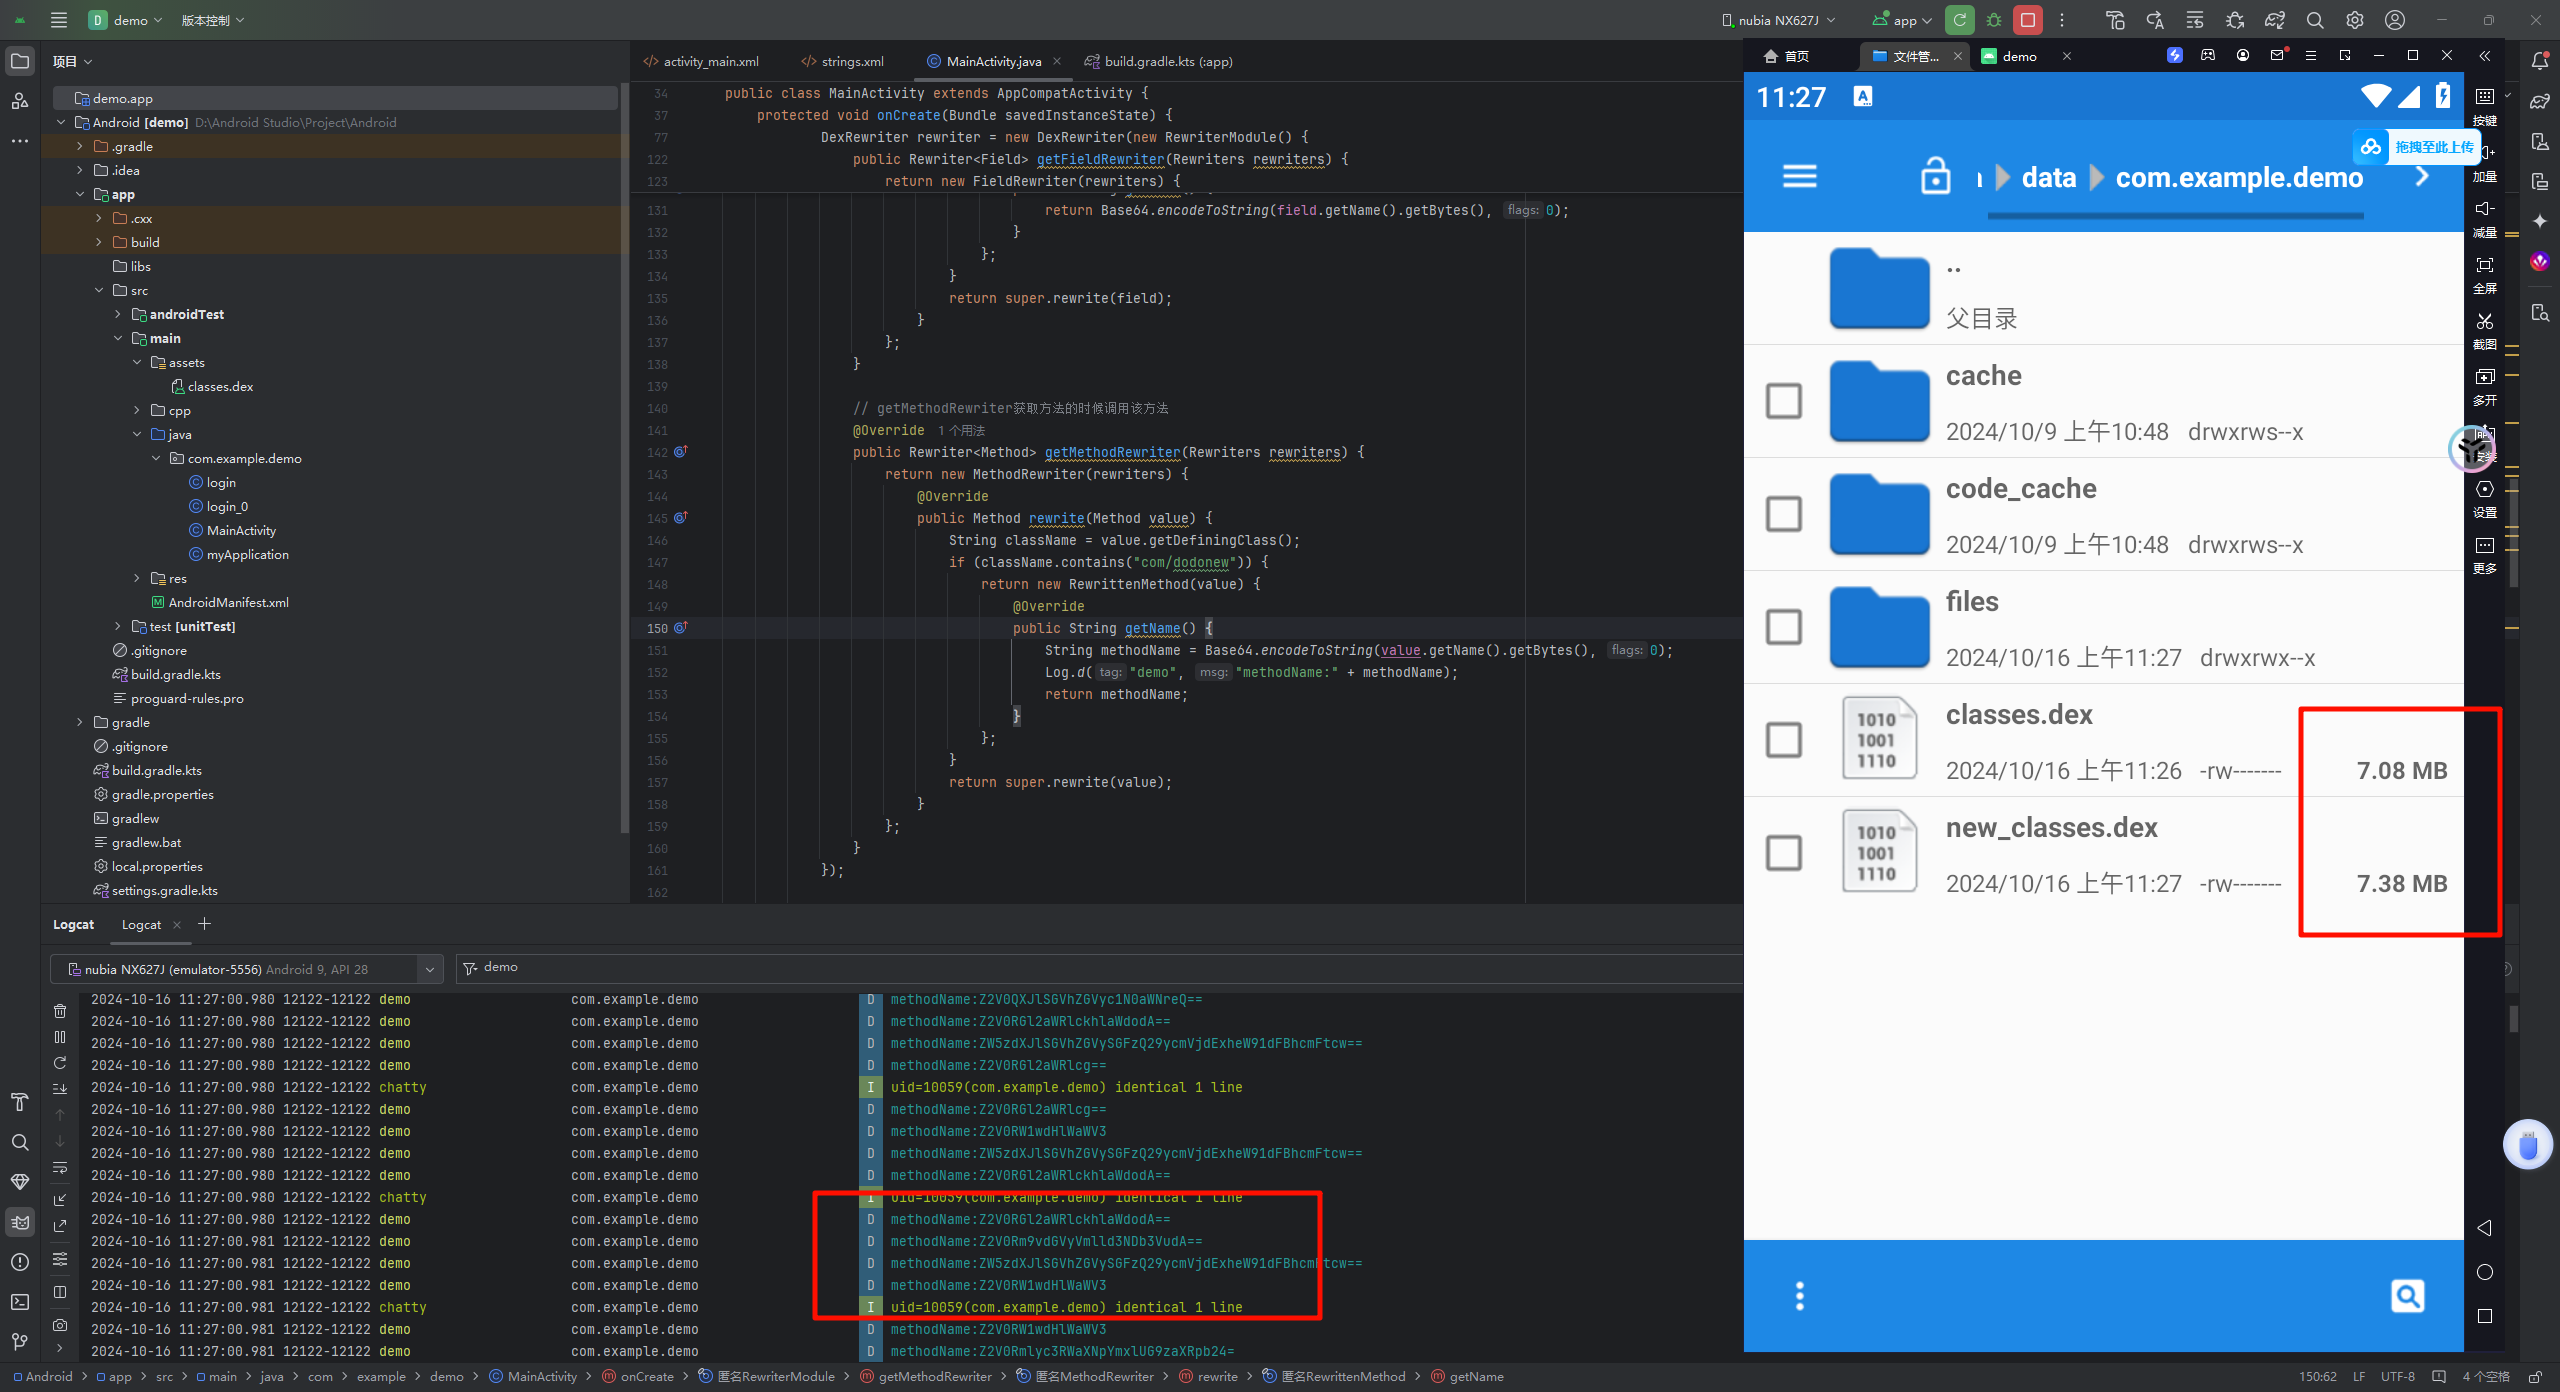 D demo 版本控制 nubia NX627J app
项目
demo.app
Android [demo] D:\Android Studio\Project\Android
.gradle
.idea
app
.cxx
build
libs
src
androidTest
main
assets
classes.dex
cpp
java
com.example.demo
login
login_0
MainActivity
myApplication
res
AndroidManifest.xml
test [unitTest]
.gitignore
build.gradle.kts
proguard-rules.pro
gradle
.gitignore
build.gradle.kts
gradle.properties
gradlew
gradlew.bat
local.properties
settings.gradle.kts
activity_main.xml strings.xml MainActivity.java build.gradle.kts (:app)
34 public class MainActivity extends AppCompatActivity {
37 protected void onCreate(Bundle savedInstanceState) {
77 DexRewriter rewriter = new DexRewriter(new RewriterModule() {
122 public Rewriter<Field> getFieldRewriter(Rewriters rewriters) {
123 return new FieldRewriter(rewriters) {
131 return Base64.encodeToString(field.getName().getBytes(), flags: 0);
132 }
133 };
134 }
135 return super.rewrite(field);
136 }
137 };
138 }
139
140 // getMethodRewriter获取方法的时候调用该方法
141 @Override 1 个用法
142 public Rewriter<Method> getMethodRewriter(Rewriters rewriters) {
143 return new MethodRewriter(rewriters) {
144 @Override
145 public Method rewrite(Method value) {
146 String className = value.getDefiningClass();
147 if (className.contains("com/dodonew")) {
148 return new RewrittenMethod(value) {
149 @Override
150 public String getName() {
151 String methodName = Base64.encodeToString(value.getName().getBytes(), flags: 0);
152 Log.d( tag: "demo", msg: "methodName:" + methodName);
153 return methodName;
154 }
155 };
156 }
157 return super.rewrite(value);
158 }
159 };
160 }
161 });
162
首页 文件管... demo
11:27
拖拽至此上传
data com.example.demo
..
父目录
cache
2024/10/9 上午10:48 drwxrws--x
code_cache
2024/10/9 上午10:48 drwxrws--x
files
2024/10/16 上午11:27 drwxrwx--x
classes.dex
2024/10/16 上午11:26 -rw------- 7.08 MB
new_classes.dex
2024/10/16 上午11:27 -rw------- 7.38 MB
按键
加量
减量
全屏
截图
多开
设置
更多
Logcat Logcat
nubia NX627J (emulator-5556) Android 9, API 28 demo
2024-10-16 11:27:00.980 12122-12122 demo com.example.demo D methodName:Z2V0QXJlSGVhZGVyc1N0aWNreQ==
2024-10-16 11:27:00.980 12122-12122 demo com.example.demo D methodName:Z2V0RGl2aWRlckhlaWdodA==
2024-10-16 11:27:00.980 12122-12122 demo com.example.demo D methodName:ZW5zdXJlSGVhZGVySGFzQ29ycmVjdExheW91dFBhcmFtcw==
2024-10-16 11:27:00.980 12122-12122 demo com.example.demo D methodName:Z2V0RGl2aWRlcg==
2024-10-16 11:27:00.980 12122-12122 chatty com.example.demo I uid=10059(com.example.demo) identical 1 line
2024-10-16 11:27:00.980 12122-12122 demo com.example.demo D methodName:Z2V0RGl2aWRlcg==
2024-10-16 11:27:00.980 12122-12122 demo com.example.demo D methodName:Z2V0RW1wdHlWaWV3
2024-10-16 11:27:00.980 12122-12122 demo com.example.demo D methodName:ZW5zdXJlSGVhZGVySGFzQ29ycmVjdExheW91dFBhcmFtcw==
2024-10-16 11:27:00.980 12122-12122 demo com.example.demo D methodName:Z2V0RGl2aWRlckhlaWdodA==
2024-10-16 11:27:00.980 12122-12122 chatty com.example.demo I uid=10059(com.example.demo) identical 1 line
2024-10-16 11:27:00.980 12122-12122 demo com.example.demo D methodName:Z2V0RGl2aWRlckhlaWdodA==
2024-10-16 11:27:00.981 12122-12122 demo com.example.demo D methodName:Z2V0Rm9vdGVyVmlld3NDb3VudA==
2024-10-16 11:27:00.981 12122-12122 demo com.example.demo D methodName:ZW5zdXJlSGVhZGVySGFzQ29ycmVjdExheW91dFBhcmFtcw==
2024-10-16 11:27:00.981 12122-12122 demo com.example.demo D methodName:Z2V0RW1wdHlWaWV3
2024-10-16 11:27:00.981 12122-12122 chatty com.example.demo I uid=10059(com.example.demo) identical 1 line
2024-10-16 11:27:00.981 12122-12122 demo com.example.demo D methodName:Z2V0RW1wdHlWaWV3
2024-10-16 11:27:00.981 12122-12122 demo com.example.demo D methodName:Z2V0Rmlyc3RWaXNpYmxlUG9zaXRpb24=
Android app src main java com example demo MainActivity onCreate 匿名RewriterModule getMethodRewriter 匿名MethodRewriter rewrite 匿名RewrittenMethod getName 150:62 LF UTF-8 4 个空格